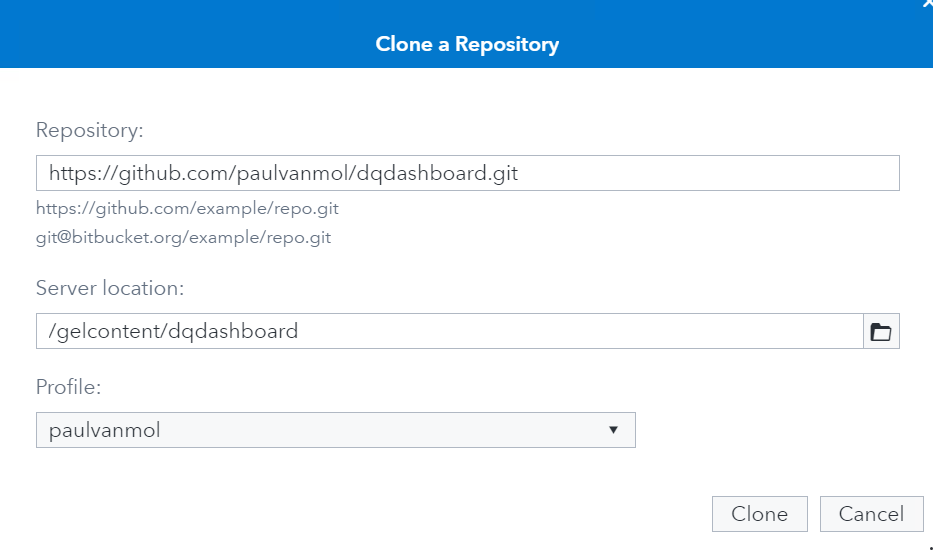 Clone a Repository
Repository:
https://github.com/paulvanmol/dqdashboard.git
https://github.com/example/repo.git
git@bitbucket.org/example/repo.git
Server location:
/gelcontent/dqdashboard
Profile:
paulvanmol
Clone Cancel